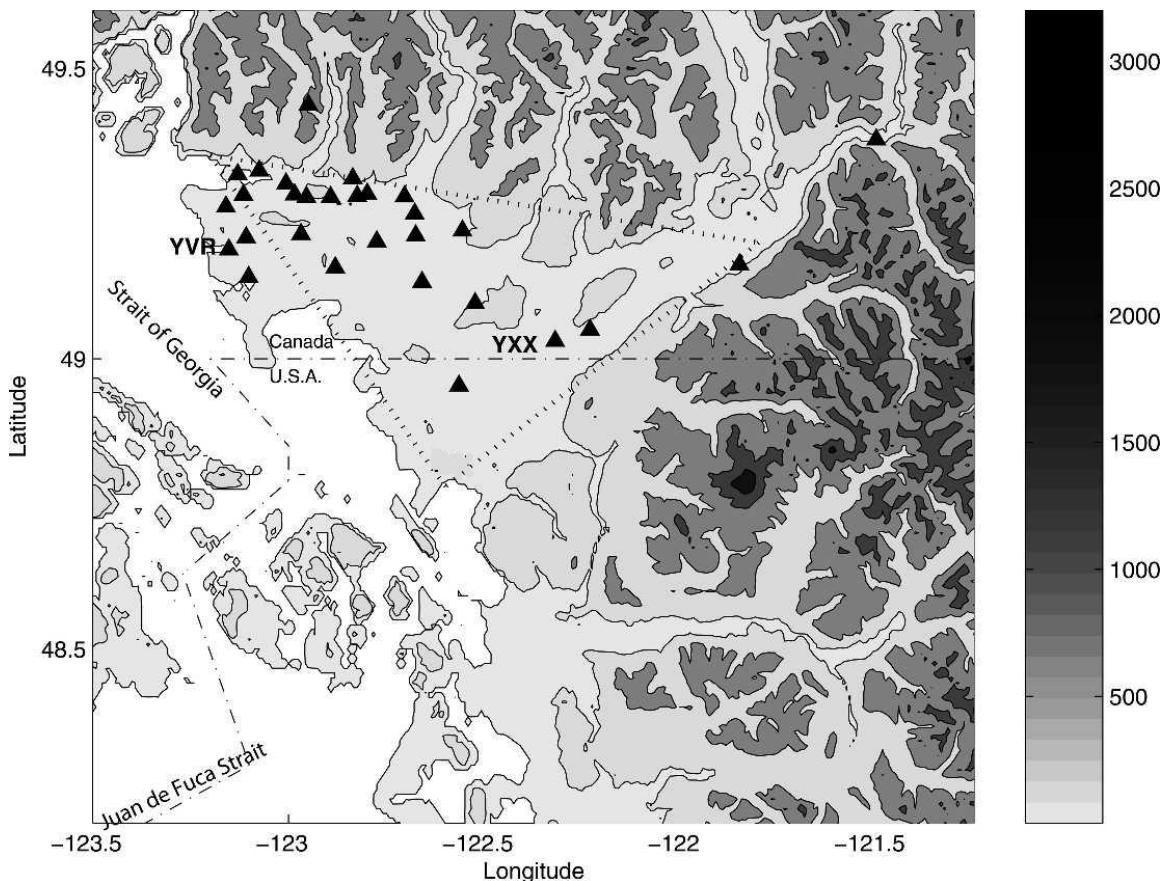 49.5
49
48.5
Latitude
-123.5
-123
-122.5
-122
-121.5
Longitude
YVR
YXX
Canada
U.S.A.
Strait of Georgia
Juan de Fuca Strait
3000
2500
2000
1500
1000
500